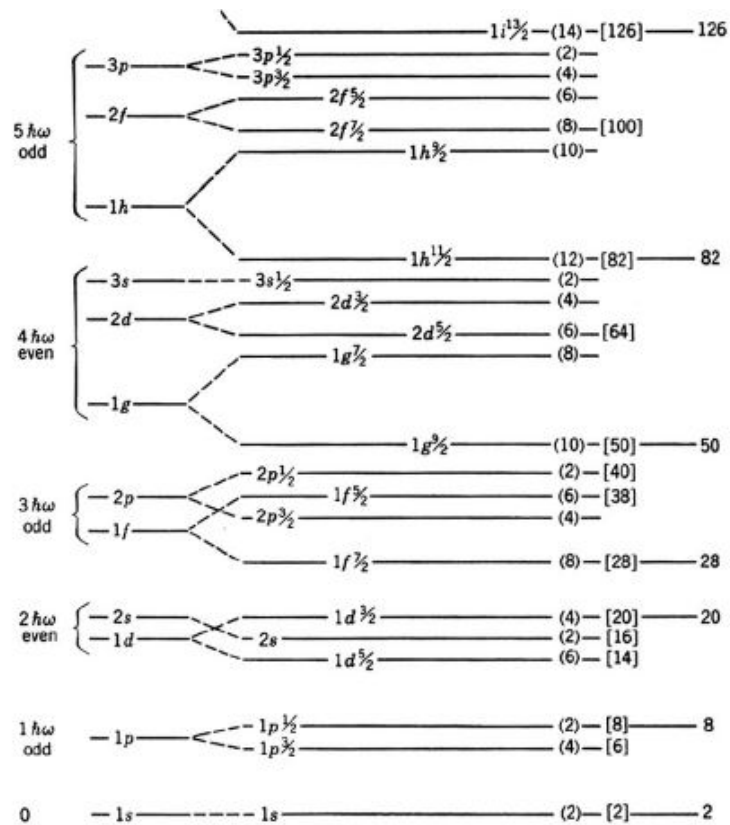 1i13/2 (14) [126] 126
3p1/2 (2)
3p
3p3/2 (4)
2f5/2 (6)
2f
2f7/2 (8) [100]
5ħω
odd
1h9/2 (10)
1h
1h11/2 (12) [82] 82
3s 3s1/2 (2)
2d3/2 (4)
2d
2d5/2 (6) [64]
4ħω
even
1g7/2 (8)
1g
1g9/2 (10) [50] 50
2p1/2 (2) [40]
2p 1f5/2 (6) [38]
3ħω
odd
2p3/2 (4)
1f
1f7/2 (8) [28] 28
2s 1d3/2 (4) [20] 20
2ħω
even
1d 2s (2) [16]
1d5/2 (6) [14]
1p1/2 (2) [8] 8
1ħω
odd
1p
1p3/2 (4) [6]
0 1s 1s (2) [2] 2